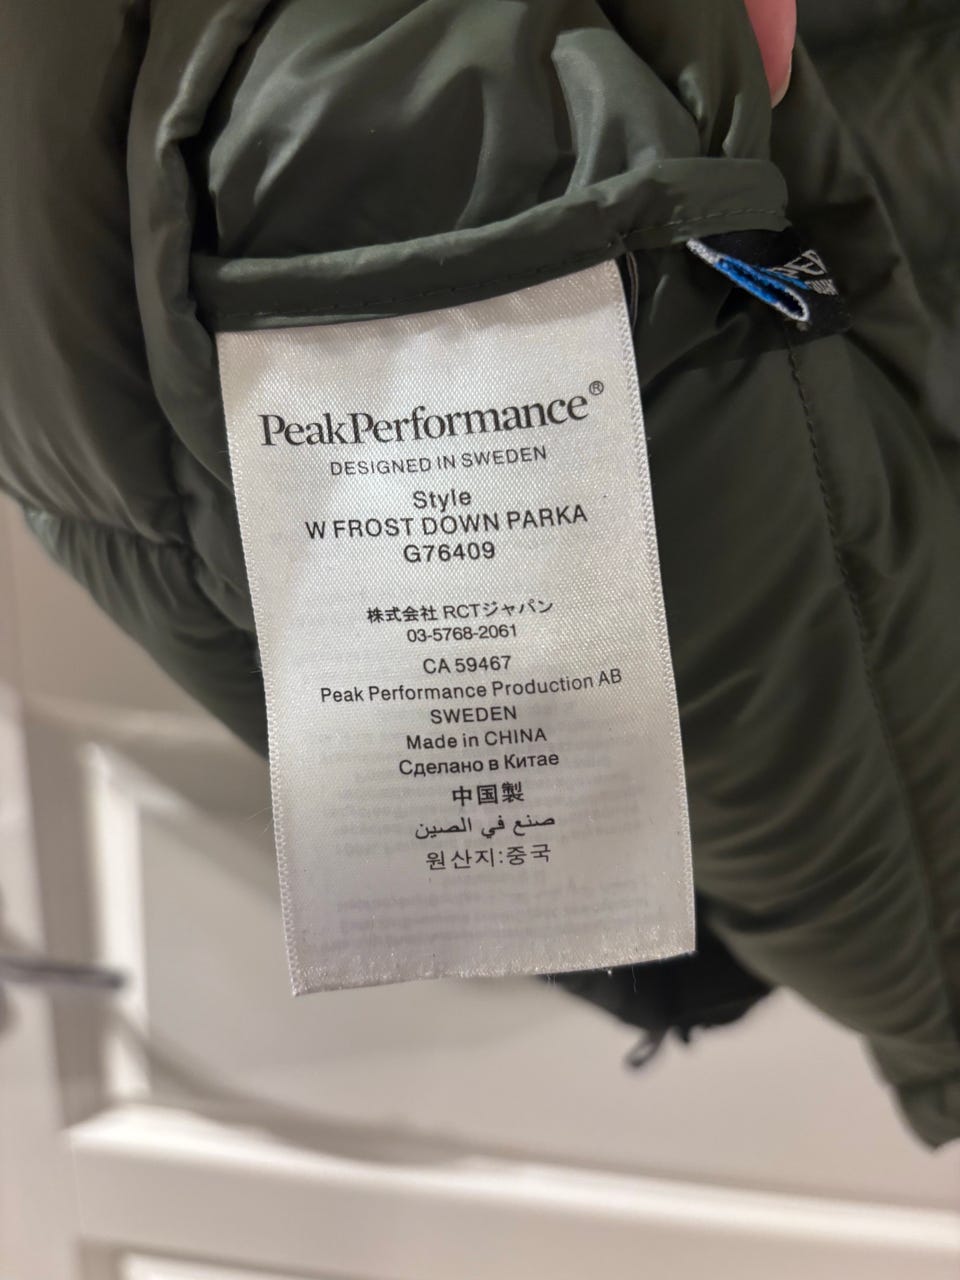 PeakPerformance®
DESIGNED IN SWEDEN
Style
W FROST DOWN PARKA
G76409
株式会社 RCTジャパン
03-5768-2061
CA 59467
Peak Performance Production AB
SWEDEN
Made in CHINA
Сделано в Китае
中国製
صنع في الصين
원산지:중국